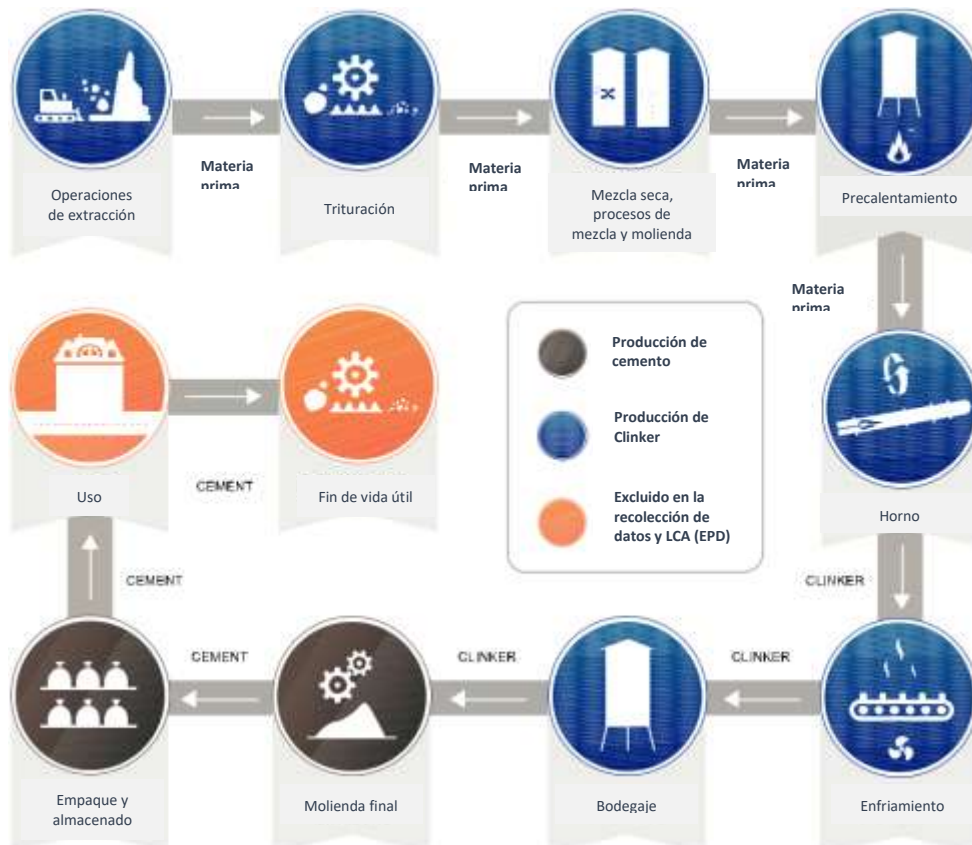 Materia
prima
Materia
prima
Materia
prima
Operaciones
de extracción
Trituración
Mezcla seca,
procesos de
mezcla y molienda
Precalentamiento
Materia
prima
Producción de
cemento
Producción de
Clinker
Excluido en la
recolección de
datos y LCA (EPD)
CEMENT
Uso
Fin de vida útil
Horno
CEMENT
CLINKER
CEMENT
CLINKER
CLINKER
Empaque y
almacenado
Molienda final
Bodegaje
Enfriamiento